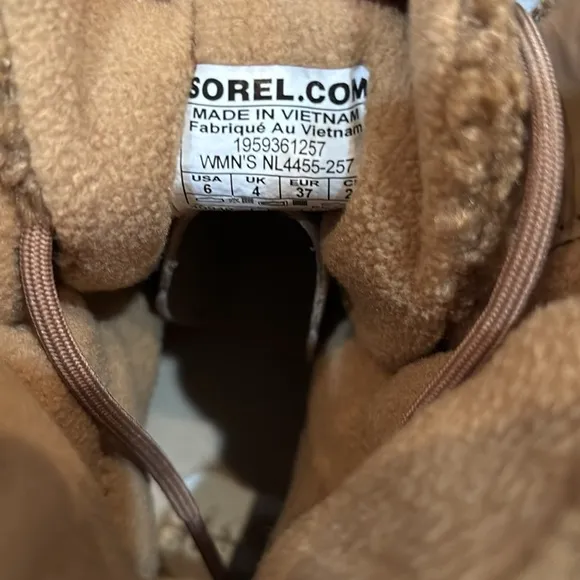 SOREL.COM
MADE IN VIETNAM
Fabriqué Au Vietnam
1959361257
WMN'S NL4455-257
USA UK EUR
6 4 37